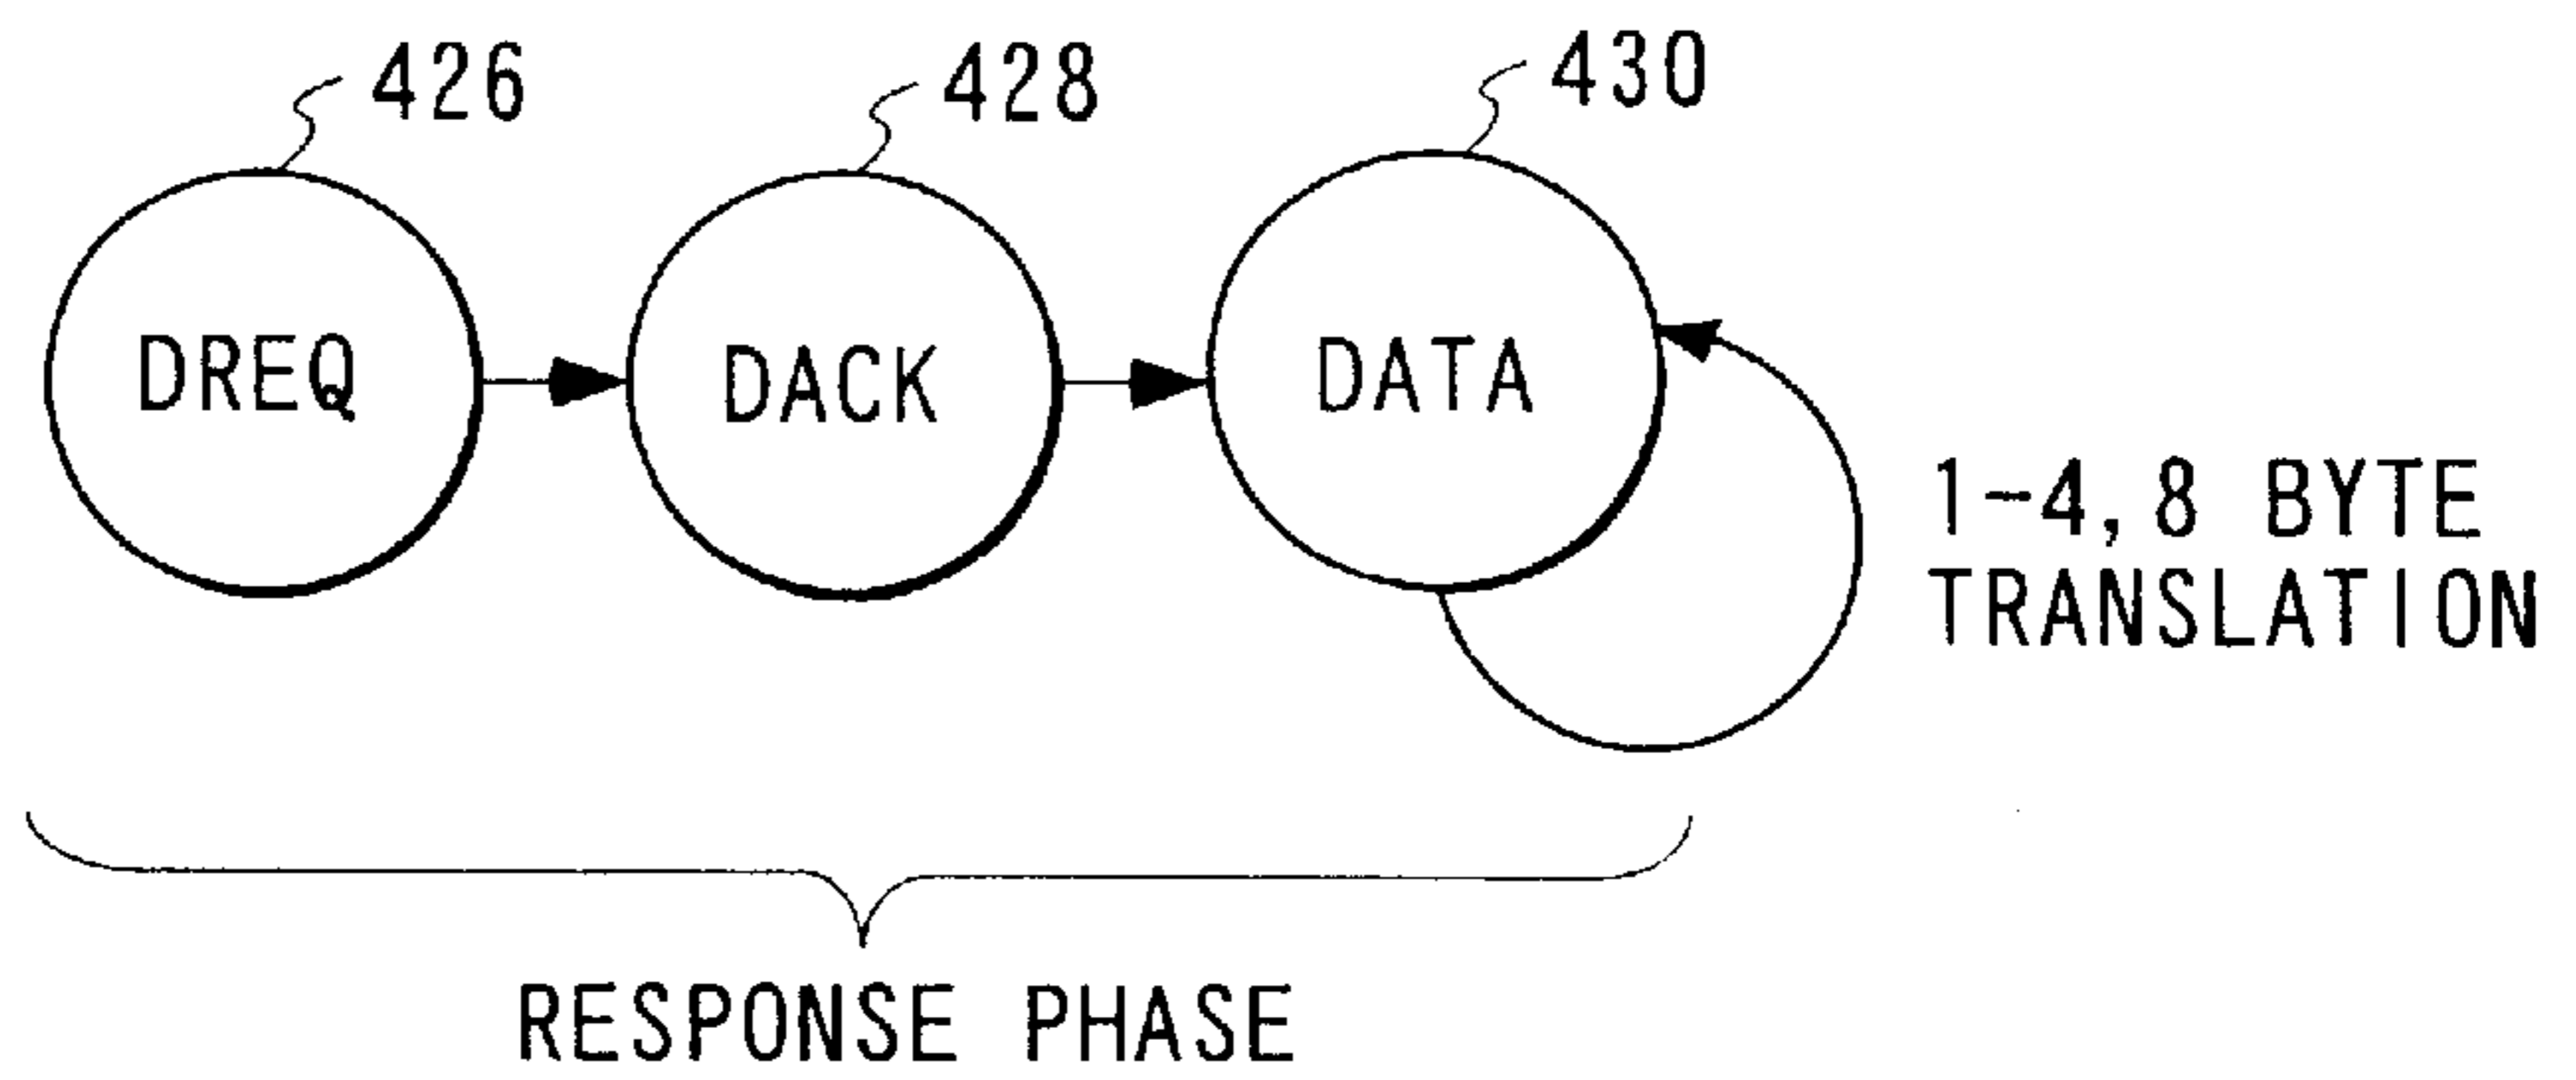 426
428
430
DREQ
DACK
DATA
1-4,8 BYTE
TRANSLATION
RESPONSE PHASE